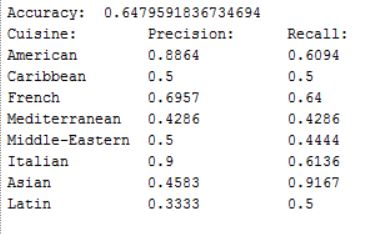 Accuracy:  0.6479591836734694
Cuisine:        Precision:      Recall:
American        0.8864          0.6094
Caribbean       0.5             0.5
French          0.6957          0.64
Mediterranean   0.4286          0.4286
Middle-Eastern  0.5             0.4444
Italian         0.9             0.6136
Asian           0.4583          0.9167
Latin           0.3333          0.5